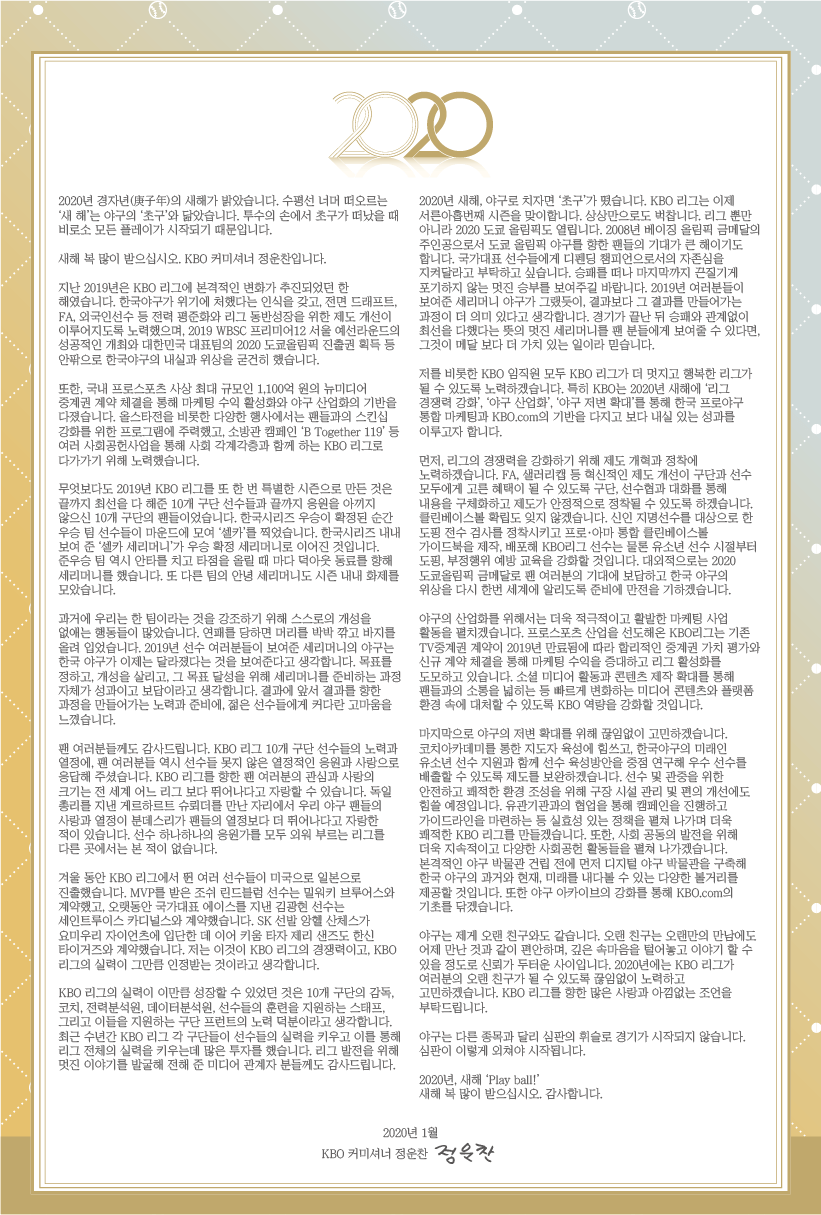 2020
2020년 경자년(庚子年)의 새해가 밝았습니다. 수평선 너머 떠오르는
‘새 해’는 야구의 ‘초구’와 닮았습니다. 투수의 손에서 초구가 떠났을 때
비로소 모든 플레이가 시작되기 때문입니다.
새해 복 많이 받으십시오. KBO 커미셔너 정운찬입니다.
지난 2019년은 KBO 리그에 본격적인 변화가 추진되었던 한
해였습니다. 한국야구가 위기에 처했다는 인식을 갖고, 전면 드래프트,
FA, 외국인선수 등 전력 평준화와 리그 동반성장을 위한 제도 개선이
이루어지도록 노력했으며, 2019 WBSC 프리미어12 서울 예선라운드의
성공적인 개최와 대한민국 대표팀의 2020 도쿄올림픽 진출권 획득 등
안팎으로 한국야구의 내실과 위상을 굳건히 했습니다.
또한, 국내 프로스포츠 사상 최대 규모인 1,100억 원의 뉴미디어
중계권 계약 체결을 통해 마케팅 수익 활성화와 야구 산업화의 기반을
다졌습니다. 올스타전을 비롯한 다양한 행사에서는 팬들과의 스킨십
강화를 위한 프로그램에 주력했고, 소방관 캠페인 ‘B Together 119’ 등
여러 사회공헌사업을 통해 사회 각계각층과 함께 하는 KBO 리그로
다가가기 위해 노력했습니다.
무엇보다도 2019년 KBO 리그를 또 한 번 특별한 시즌으로 만든 것은
끝까지 최선을 다 해준 10개 구단 선수들과 끝까지 응원을 아끼지
않으신 10개 구단의 팬들이었습니다. 한국시리즈 우승이 확정된 순간
우승 팀 선수들이 마운드에 모여 ‘셀카’를 찍었습니다. 한국시리즈 내내
보여 준 ‘셀카 세리머니’가 우승 확정 세리머니로 이어진 것입니다.
준우승 팀 역시 안타를 치고 타점을 올릴 때 마다 덕아웃 동료를 향해
세리머니를 했습니다. 또 다른 팀의 안녕 세리머니도 시즌 내내 화제를
모았습니다.
과거에 우리는 한 팀이라는 것을 강조하기 위해 스스로의 개성을
없애는 행동들이 많았습니다. 연패를 당하면 머리를 박박 깎고 바지를
올려 입었습니다. 2019년 선수 여러분들이 보여준 세리머니의 야구는
한국 야구가 이제는 달라졌다는 것을 보여준다고 생각합니다. 목표를
정하고, 개성을 살리고, 그 목표 달성을 위해 세리머니를 준비하는 과정
자체가 성과이고 보답이라고 생각합니다. 결과에 앞서 결과를 향한
과정을 만들어가는 노력과 준비에, 젊은 선수들에게 커다란 고마움을
느꼈습니다.
팬 여러분들께도 감사드립니다. KBO 리그 10개 구단 선수들의 노력과
열정에, 팬 여러분들 역시 선수들 못지 않은 열정적인 응원과 사랑으로
응답해 주셨습니다. KBO 리그를 향한 팬 여러분의 관심과 사랑의
크기는 전 세계 어느 리그 보다 뛰어나다고 자랑할 수 있습니다. 독일
총리를 지낸 게르하르트 슈뢰더를 만난 자리에서 우리 야구 팬들의
사랑과 열정이 분데스리가 팬들의 열정보다 더 뛰어나다고 자랑한
적이 있습니다. 선수 하나하나의 응원가를 모두 외워 부르는 리그를
다른 곳에서는 본 적이 없습니다.
겨울 동안 KBO 리그에서 뛴 여러 선수들이 미국으로 일본으로
진출했습니다. MVP를 받은 조쉬 린드블럼 선수는 밀워키 브루어스와
계약했고, 오랫동안 국가대표 에이스를 지낸 김광현 선수는
세인트루이스 카디널스와 계약했습니다. SK 선발 앙헬 산체스가
요미우리 자이언츠에 입단한 데 이어 키움 타자 제리 샌즈도 한신
타이거즈와 계약했습니다. 저는 이것이 KBO 리그의 경쟁력이고, KBO
리그의 실력이 그만큼 인정받는 것이라고 생각합니다.
KBO 리그의 실력이 이만큼 성장할 수 있었던 것은 10개 구단의 감독,
코치, 전력분석원, 데이터분석원, 선수들의 훈련을 지원하는 스태프,
그리고 이들을 지원하는 구단 프런트의 노력 덕분이라고 생각합니다.
최근 수년간 KBO 리그 각 구단들이 선수들의 실력을 키우고 이를 통해
리그 전체의 실력을 키우는데 많은 투자를 했습니다. 리그 발전을 위해
멋진 이야기를 발굴해 전해 준 미디어 관계자 분들께도 감사드립니다.
2020년 새해, 야구로 치자면 ‘초구’가 떴습니다. KBO 리그는 이제
서른아홉번째 시즌을 맞이합니다. 상상만으로도 벅찹니다. 리그 뿐만
아니라 2020 도쿄 올림픽도 열립니다. 2008년 베이징 올림픽 금메달의
주인공으로서 도쿄 올림픽 야구를 향한 팬들의 기대가 큰 해이기도
합니다. 국가대표 선수들에게 디펜딩 챔피언으로서의 자존심을
지켜달라고 부탁하고 싶습니다. 승패를 떠나 마지막까지 끈질기게
포기하지 않는 멋진 승부를 보여주길 바랍니다. 2019년 여러분들이
보여준 세리머니 야구가 그랬듯이, 결과보다 그 결과를 만들어가는
과정이 더 의미 있다고 생각합니다. 경기가 끝난 뒤 승패와 관계없이
최선을 다했다는 뜻의 멋진 세리머니를 팬 분들에게 보여줄 수 있다면,
그것이 메달 보다 더 가치 있는 일이라 믿습니다.
저를 비롯한 KBO 임직원 모두 KBO 리그가 더 멋지고 행복한 리그가
될 수 있도록 노력하겠습니다. 특히 KBO는 2020년 새해에 ‘리그
경쟁력 강화’, ‘야구 산업화’, ‘야구 저변 확대’를 통해 한국 프로야구
통합 마케팅과 KBO.com의 기반을 다지고 보다 내실 있는 성과를
이루고자 합니다.
먼저, 리그의 경쟁력을 강화하기 위해 제도 개혁과 정착에
노력하겠습니다. FA, 샐러리캡 등 혁신적인 제도 개선이 구단과 선수
모두에게 고른 혜택이 될 수 있도록 구단, 선수협과 대화를 통해
내용을 구체화하고 제도가 안정적으로 정착될 수 있도록 하겠습니다.
클린베이스볼 확립도 잊지 않겠습니다. 신인 지명선수를 대상으로 한
도핑 전수 검사를 정착시키고 프로·아마 통합 클린베이스볼
가이드북을 제작, 배포해 KBO리그 선수는 물론 유소년 선수 시절부터
도핑, 부정행위 예방 교육을 강화할 것입니다. 대외적으로는 2020
도쿄올림픽 금메달로 팬 여러분의 기대에 보답하고 한국 야구의
위상을 다시 한번 세계에 알리도록 준비에 만전을 기하겠습니다.
야구의 산업화를 위해서는 더욱 적극적이고 활발한 마케팅 사업
활동을 펼치겠습니다. 프로스포츠 산업을 선도해온 KBO리그는 기존
TV중계권 계약이 2019년 만료됨에 따라 합리적인 중계권 가치 평가와
신규 계약 체결을 통해 마케팅 수익을 증대하고 리그 활성화를
도모하고 있습니다. 소셜 미디어 활동과 콘텐츠 제작 확대를 통해
팬들과의 소통을 넓히는 등 빠르게 변화하는 미디어 콘텐츠와 플랫폼
환경 속에 대처할 수 있도록 KBO 역량을 강화할 것입니다.
마지막으로 야구의 저변 확대를 위해 끊임없이 고민하겠습니다.
코치아카데미를 통한 지도자 육성에 힘쓰고, 한국야구의 미래인
유소년 선수 지원과 함께 선수 육성방안을 중점 연구해 우수 선수를
배출할 수 있도록 제도를 보완하겠습니다. 선수 및 관중을 위한
안전하고 쾌적한 환경 조성을 위해 구장 시설 관리 및 편의 개선에도
힘쓸 예정입니다. 유관기관과의 협업을 통해 캠페인을 진행하고
가이드라인을 마련하는 등 실효성 있는 정책을 펼쳐 나가며 더욱
쾌적한 KBO 리그를 만들겠습니다. 또한, 사회 공동의 발전을 위해
더욱 지속적이고 다양한 사회공헌 활동들을 펼쳐 나가겠습니다.
본격적인 야구 박물관 건립 전에 먼저 디지털 야구 박물관을 구축해
한국 야구의 과거와 현재, 미래를 내다볼 수 있는 다양한 볼거리를
제공할 것입니다. 또한 야구 아카이브의 강화를 통해 KBO.com의
기초를 닦겠습니다.
야구는 제게 오랜 친구와도 같습니다. 오랜 친구는 오랜만의 만남에도
어제 만난 것과 같이 편안하며, 깊은 속마음을 털어놓고 이야기 할 수
있을 정도로 신뢰가 두터운 사이입니다. 2020년에는 KBO 리그가
여러분의 오랜 친구가 될 수 있도록 끊임없이 노력하고
고민하겠습니다. KBO 리그를 향한 많은 사랑과 아낌없는 조언을
부탁드립니다.
야구는 다른 종목과 달리 심판의 휘슬로 경기가 시작되지 않습니다.
심판이 이렇게 외쳐야 시작됩니다.
2020년, 새해 ‘Play ball!’
새해 복 많이 받으십시오. 감사합니다.
2020년 1월
KBO 커미셔너 정운찬 정운찬